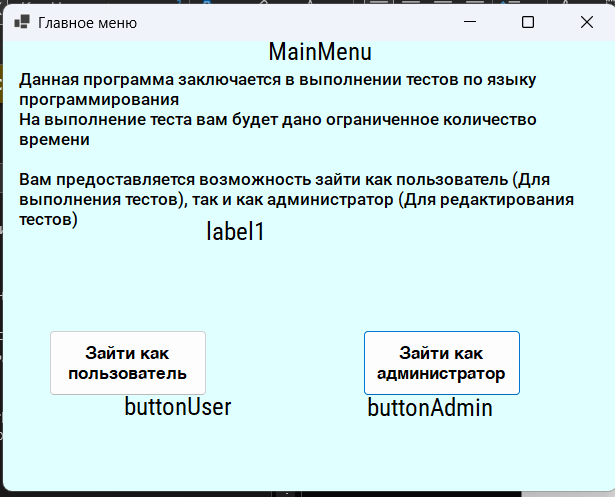 Главное меню
MainMenu
Данная программа заключается в выполнении тестов по языку
программирования
На выполнение теста вам будет дано ограниченное количество
времени
Вам предоставляется возможность зайти как пользователь (Для
выполнения тестов), так и как администратор (Для редактирования
тестов)
label1
Зайти как
пользователь
Зайти как
администратор
buttonUser
buttonAdmin